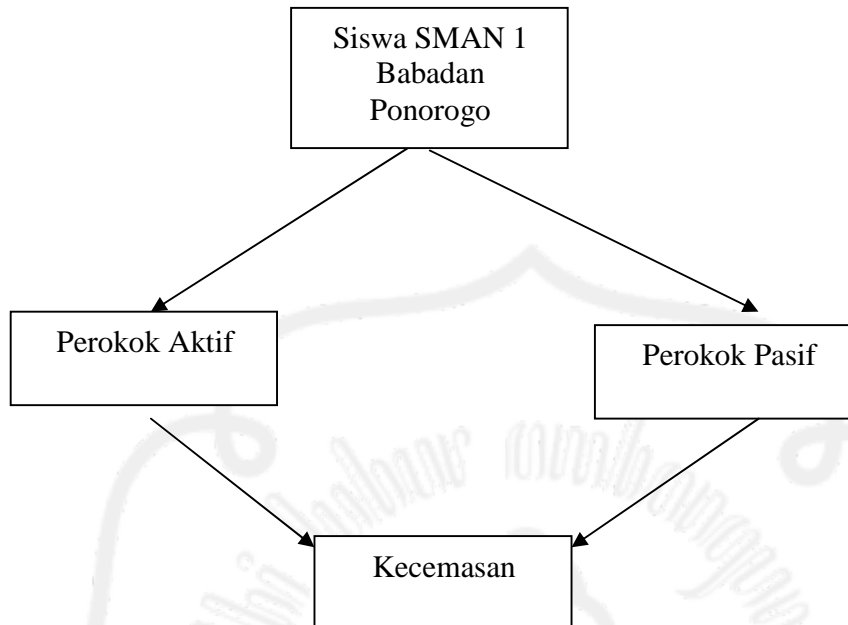 Siswa SMAN 1
Babadan
Ponorogo
Perokok Aktif
Perokok Pasif
Kecemasan